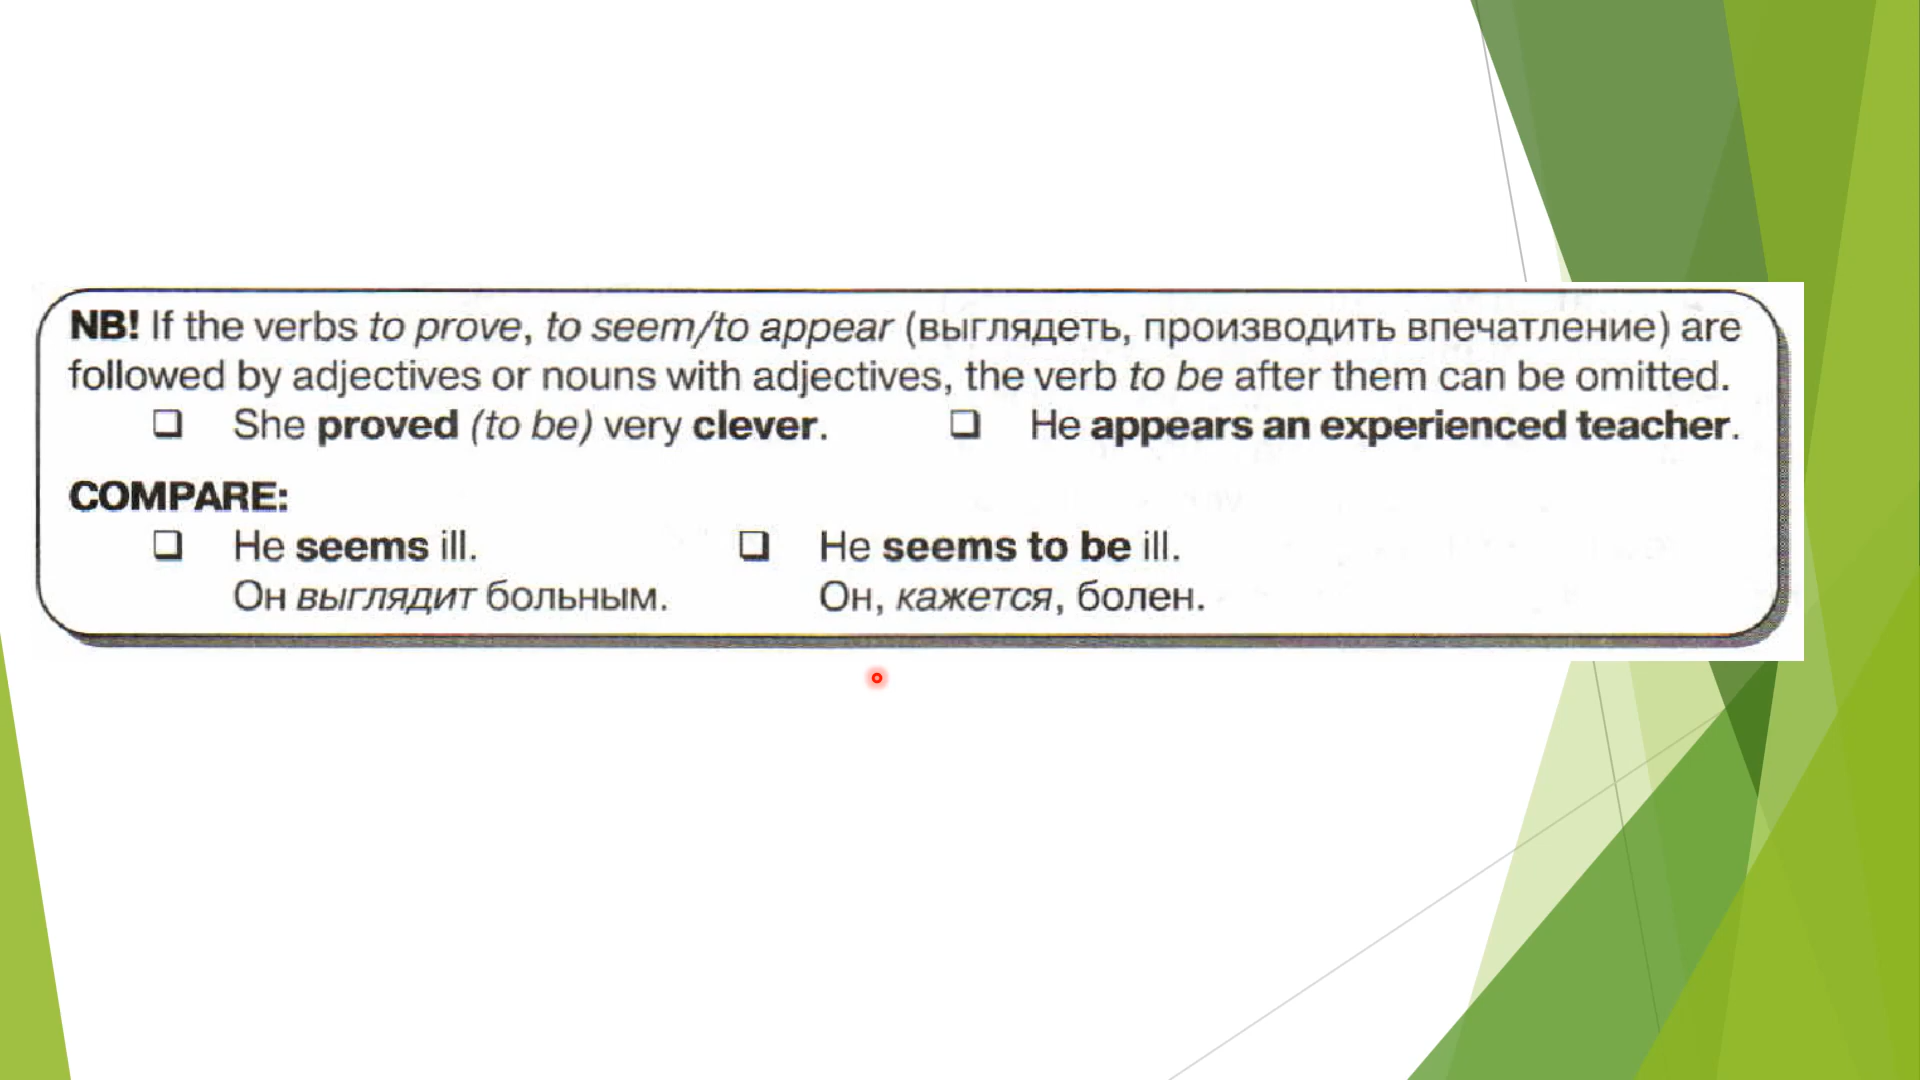 NB! If the verbs to prove, to seem/to appear (выглядеть, производить впечатление) are
followed by adjectives or nouns with adjectives, the verb to be after them can be omitted.
❑ She proved (to be) very clever. ❑ He appears an experienced teacher.
COMPARE:
❑ He seems ill. ❑ He seems to be ill.
Он выглядит больным. Он, кажется, болен.